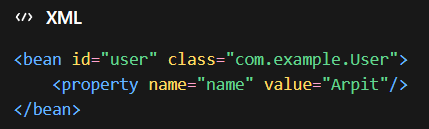 </> XML
<bean id="user" class="com.example.User">
    <property name="name" value="Arpit"/>
</bean>